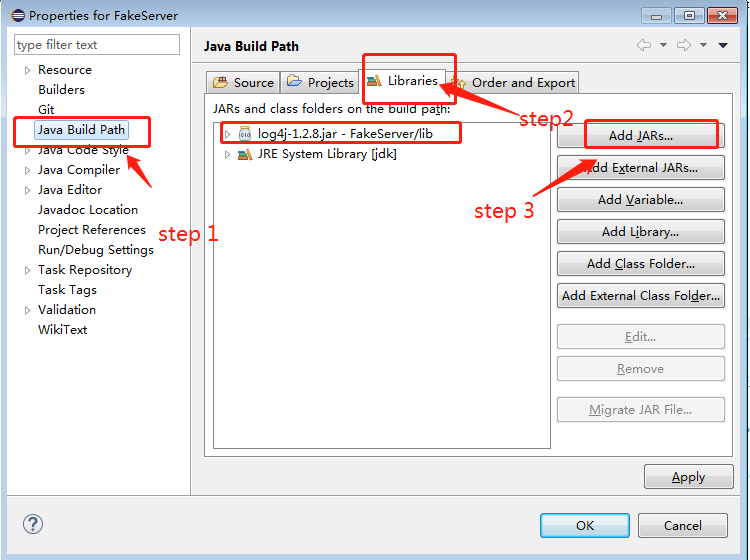 Properties for FakeServer
type filter text
Resource
Builders
Git
Java Build Path
Java Code Style
Java Compiler
Java Editor
Javadoc Location
Project References
Run/Debug Settings
Task Repository
Task Tags
Validation
WikiText
step 1
Java Build Path
Source
Projects
Libraries
Order and Export
step2
JARs and class folders on the build path:
log4j-1.2.8.jar - FakeServer/lib
JRE System Library [jdk]
step 3
Add JARs...
Add External JARs...
Add Variable...
Add Library...
Add Class Folder...
Add External Class Folder...
Edit...
Remove
Migrate JAR File...
Apply
?
OK
Cancel